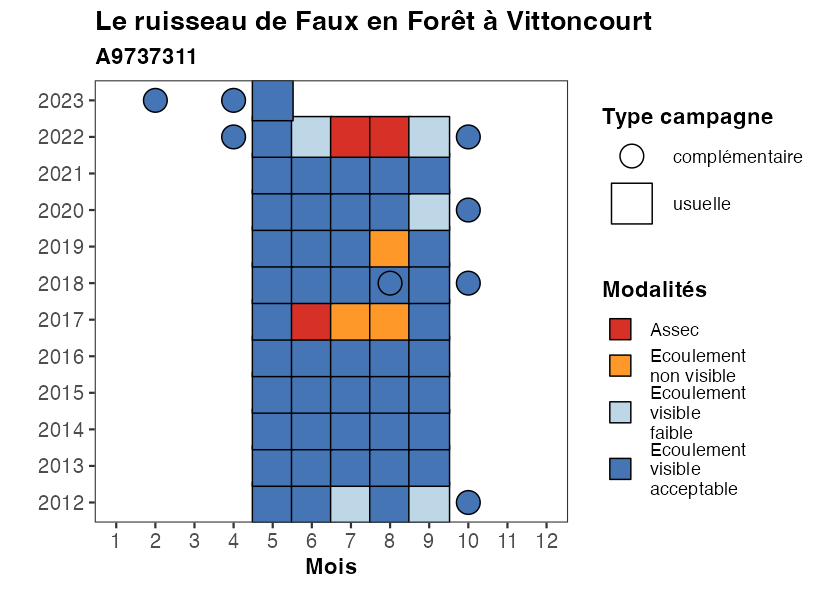 Le ruisseau de Faux en Forêt à Vittoncourt
A9737311
2023
2022
2021
2020
2019
2018
2017
2016
2015
2014
2013
2012
1 2 3 4 5 6 7 8 9 10 11 12
Mois
Type campagne
complémentaire
usuelle
Modalités
Assec
Ecoulement
non visible
Ecoulement
visible
faible
Ecoulement
visible
acceptable